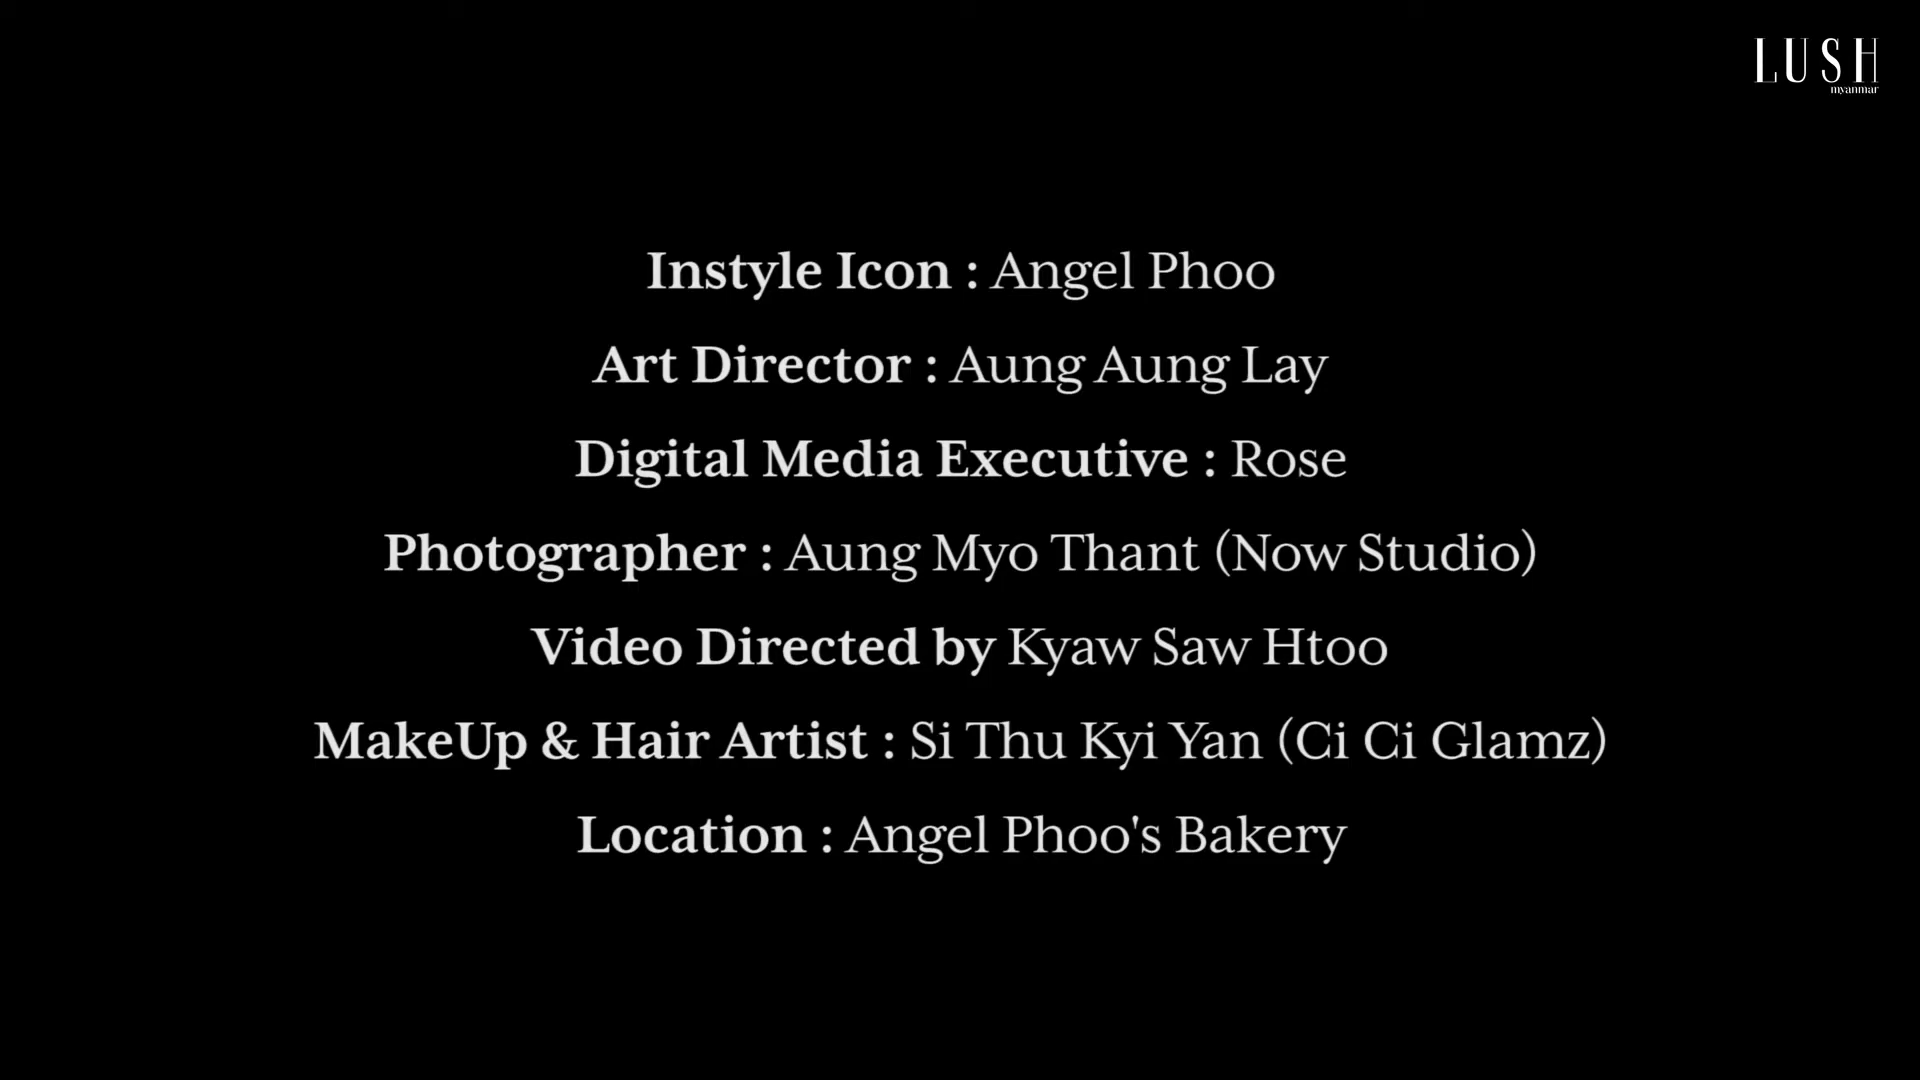 LUSH
myanmar
Instyle Icon : Angel Phoo
Art Director : Aung Aung Lay
Digital Media Executive : Rose
Photographer : Aung Myo Thant (Now Studio)
Video Directed by Kyaw Saw Htoo
MakeUp & Hair Artist : Si Thu Kyi Yan (Ci Ci Glamz)
Location : Angel Phoo's Bakery